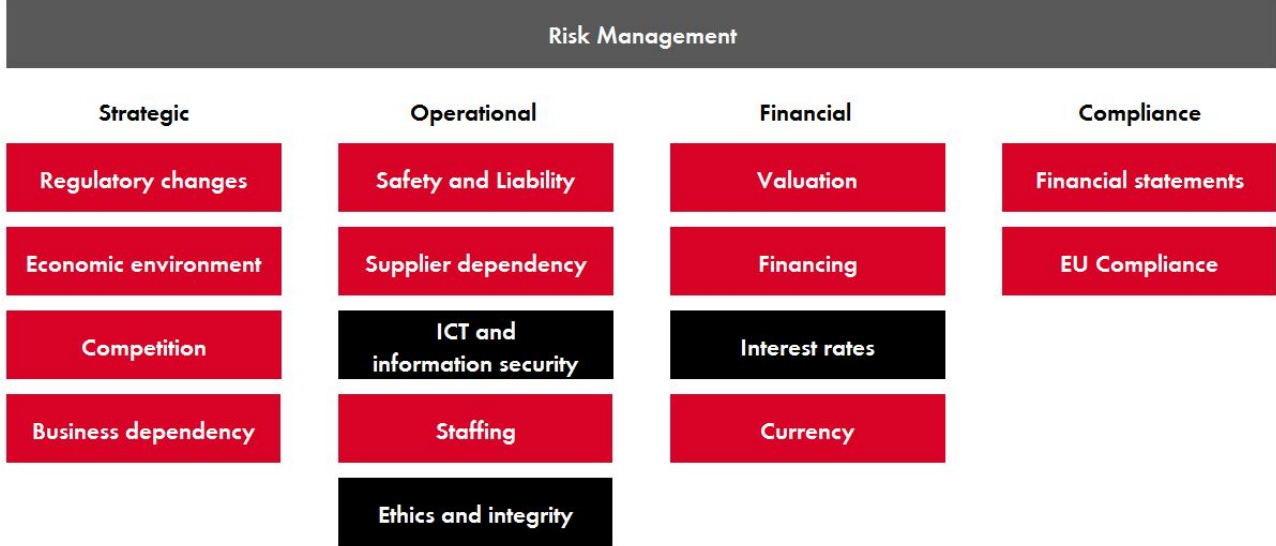 Risk Management
Strategic
Operational
Financial
Compliance
Regulatory changes
Safety and Liability
Valuation
Financial statements
Economic environment
Supplier dependency
Financing
EU Compliance
Competition
ICT and
information security
Interest rates
Business dependency
Staffing
Currency
Ethics and integrity